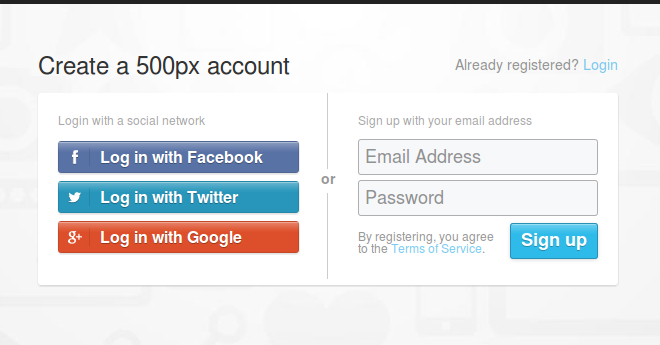 Create a 500px account
Already registered? Login
Login with a social network
Log in with Facebook
Log in with Twitter
Log in with Google
or
Sign up with your email address
Email Address
Password
By registering, you agree
to the Terms of Service.
Sign up